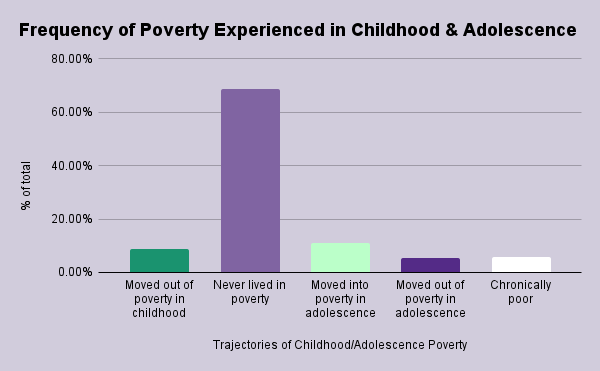 Frequency of Poverty Experienced in Childhood & Adolescence
80.00%
60.00%
40.00%
20.00%
0.00%
% of total
Moved out of
poverty in
childhood
Never lived in
poverty
Moved into
poverty in
adolescence
Moved out of
poverty in
adolescence
Chronically
poor
Trajectories of Childhood/Adolescence Poverty